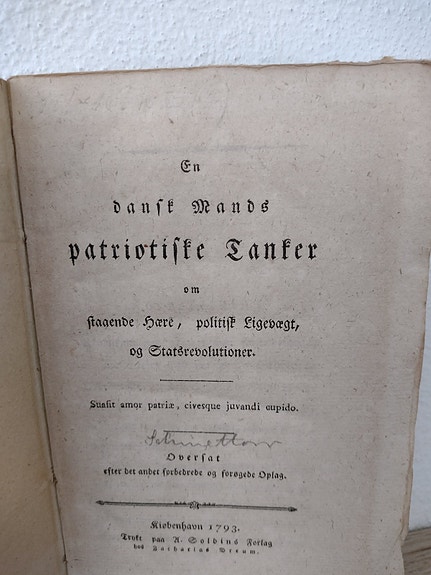 En
dansk Mands
patriotiske Tanker
om
staaende Hære, politisk Ligevægt,
og Statsrevolutioner.
Suasit amor patriæ, civesque juvandi cupido.
Schmettow
Oversat
efter det andet forbedrede og forøgede Oplag.
Kiøbenhavn 1793.
Trykt paa A. Soldins Forlag
hos Zacharias Breum.